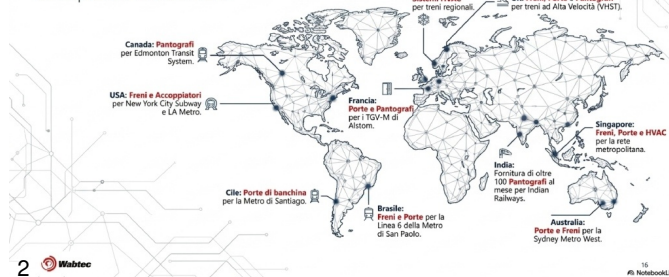 per treni regionali.
per treni ad Alta Velocità (VHST).
Canada: Pantografi
per Edmonton Transit
System.
USA: Freni e Accoppiatori
per New York City Subway
e LA Metro.
Francia:
Porte e Pantografi
per i TGV-M di
Alstom.
Singapore:
Freni, Porte e HVAC
per la rete
metropolitana.
India:
Fornitura di oltre
100 Pantografi al
mese per Indian
Railways.
Cile: Porte di banchina
per la Metro di Santiago.
Brasile:
Freni e Porte per la
Linea 6 della Metro
di San Paolo.
Australia:
Porte e Freni per la
Sydney Metro West.
2
Wabtec
16